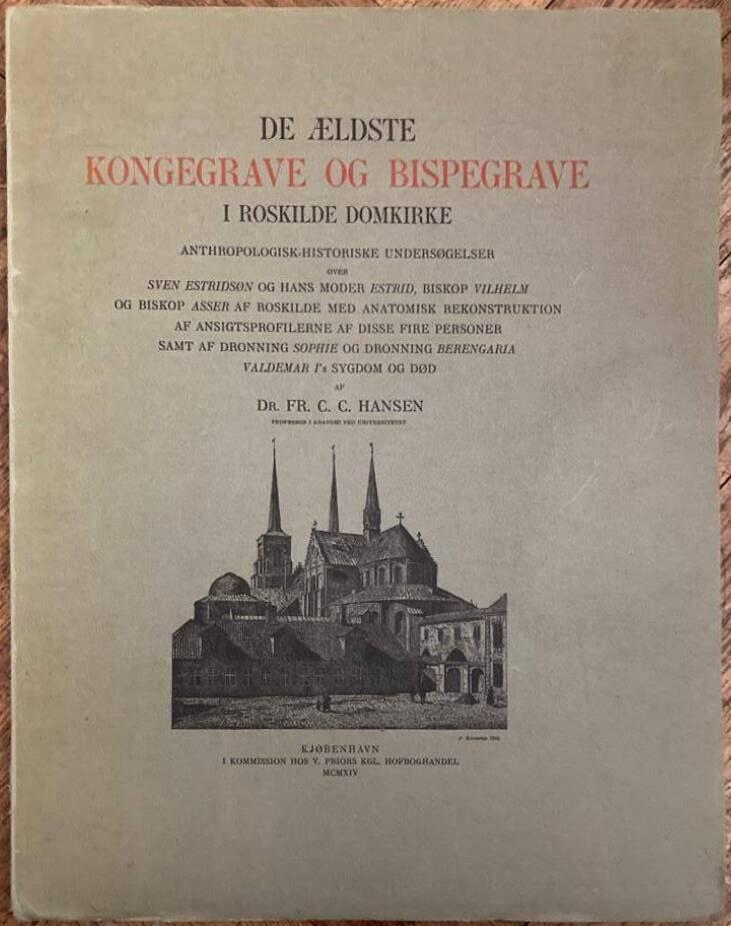 DE ÆLDSTE
KONGEGRAVE OG BISPEGRAVE
I ROSKILDE DOMKIRKE
ANTHROPOLOGISK-HISTORISKE UNDERSØGELSER
OVER
SVEN ESTRIDSØN OG HANS MODER ESTRID, BISKOP VILHELM
OG BISKOP ASSER AF ROSKILDE MED ANATOMISK REKONSTRUKTION
AF ANSIGTSPROFILERNE AF DISSE FIRE PERSONER
SAMT AF DRONNING SOPHIE OG DRONNING BERENGARIA
VALDEMAR I's SYGDOM OG DØD
AF
DR. FR. C. C. HANSEN
PROFESSOR I ANATOMI VED UNIVERSITETET
KJØBENHAVN
I KOMMISSION HOS V. PRIORS KGL. HOFBOGHANDEL
MCMXIV